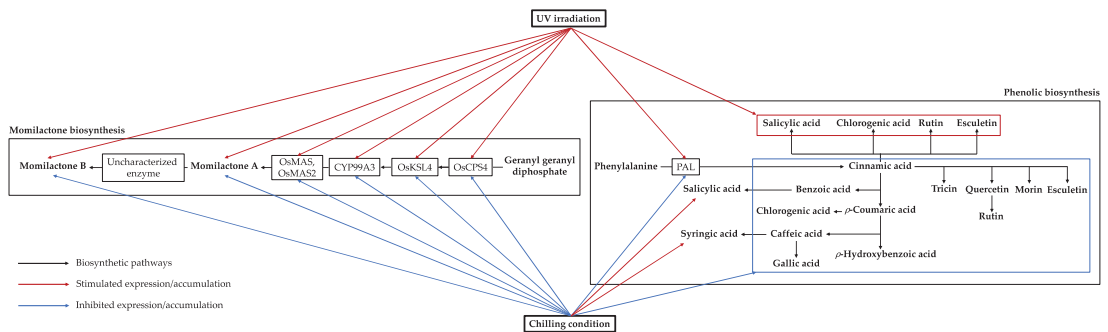 UV irradiation
Phenolic biosynthesis
Salicylic acid Chlorogenic acid Rutin Esculetin
Momilactone biosynthesis
Momilactone B
Uncharacterized
enzyme
Momilactone A
OsMAS,
OsMAS2
CYP99A3
OsKSL4
OsCPS4
Geranyl geranyl
diphosphate
Phenylalanine
PAL
Cinnamic acid
Salicylic acid
Benzoic acid
Tricin
Quercetin
Morin
Esculetin
Chlorogenic acid
ρ-Coumaric acid
Rutin
Syringic acid
Caffeic acid
ρ-Hydroxybenzoic acid
Gallic acid
Biosynthetic pathways
Stimulated expression/accumulation
Inhibited expression/accumulation
Chilling condition